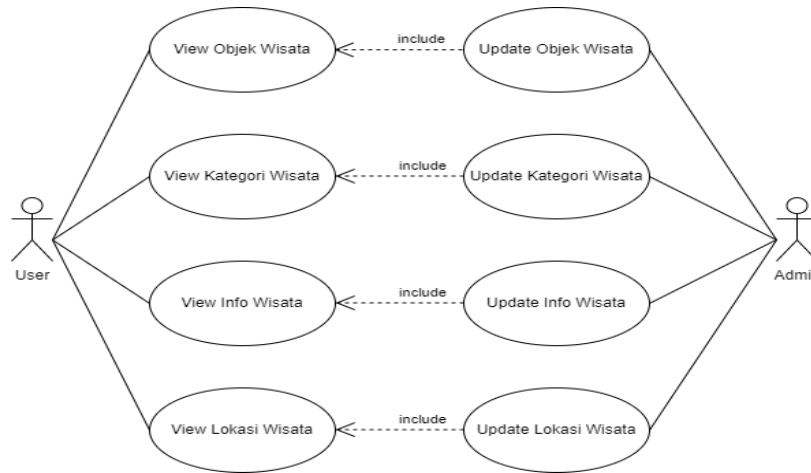 View Objek Wisata
include
Update Objek Wisata
View Kategori Wisata
include
Update Kategori Wisata
User
Admi
View Info Wisata
include
Update Info Wisata
View Lokasi Wisata
include
Update Lokasi Wisata